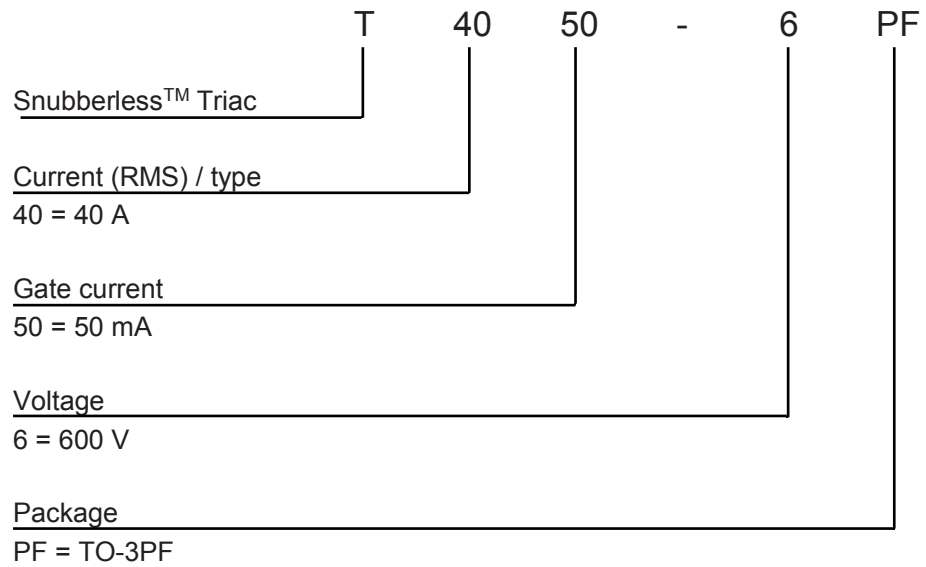 T 40 50 - 6 PF
Snubberless™ Triac
Current (RMS) / type
40 = 40 A
Gate current
50 = 50 mA
Voltage
6 = 600 V
Package
PF = TO-3PF